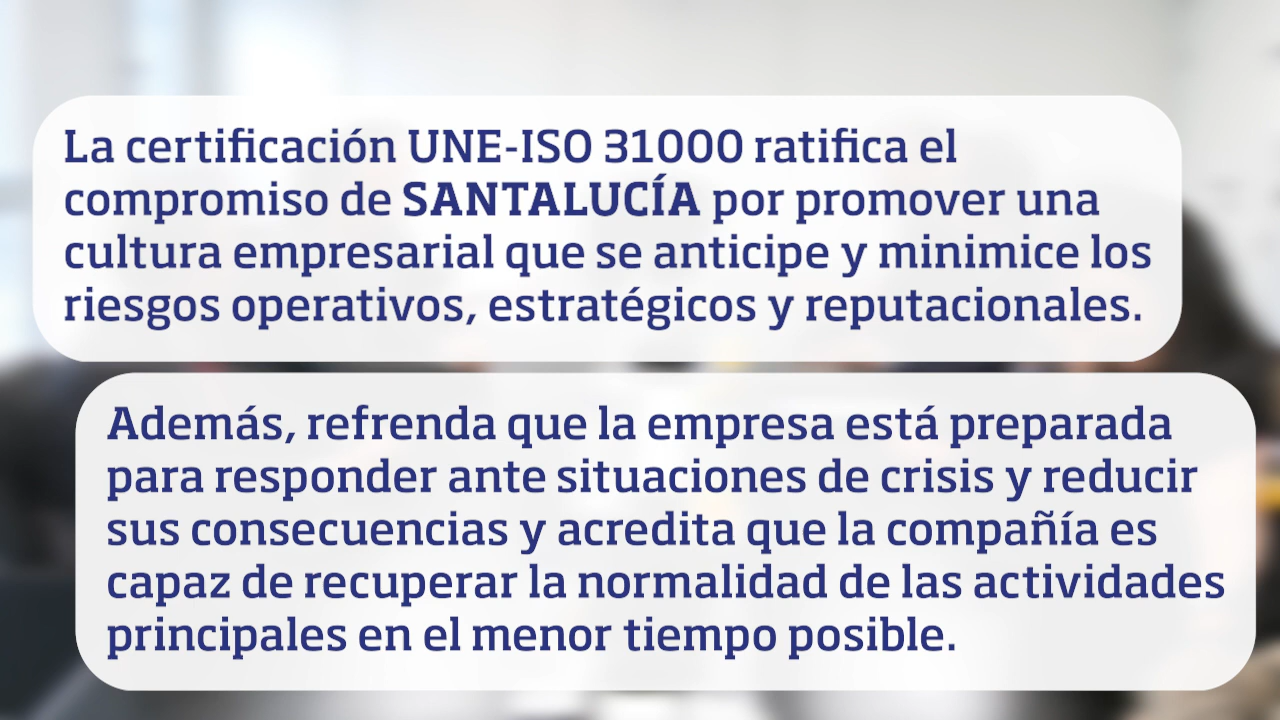 La certificación UNE-ISO 31000 ratifica el
compromiso de SANTALUCÍA por promover una
cultura empresarial que se anticipe y minimice los
riesgos operativos, estratégicos y reputacionales.
Además, refrenda que la empresa está preparada
para responder ante situaciones de crisis y reducir
sus consecuencias y acredita que la compañía es
capaz de recuperar la normalidad de las actividades
principales en el menor tiempo posible.